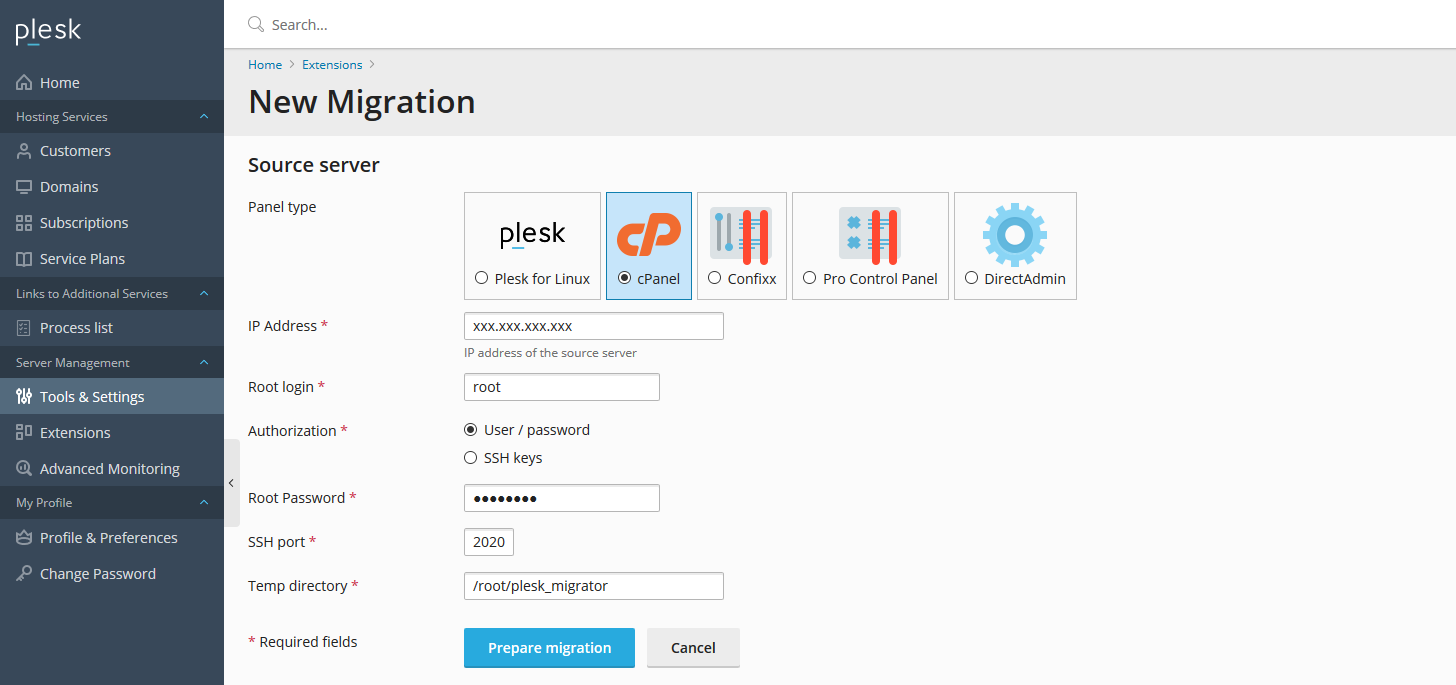 plesk
Search...
Home
Hosting Services
Customers
Domains
Subscriptions
Service Plans
Links to Additional Services
Process list
Server Management
Tools & Settings
Extensions
Advanced Monitoring
My Profile
Profile & Preferences
Change Password
Home > Extensions >
New Migration
Source server
Panel type
plesk
cP
Plesk for Linux
cPanel
Confixx
Pro Control Panel
DirectAdmin
IP Address * xxx.xxx.xxx.xxx
IP address of the source server
Root login * root
Authorization * User / password
SSH keys
Root Password * ••••••••
SSH port * 2020
Temp directory * /root/plesk_migrator
* Required fields Prepare migration Cancel